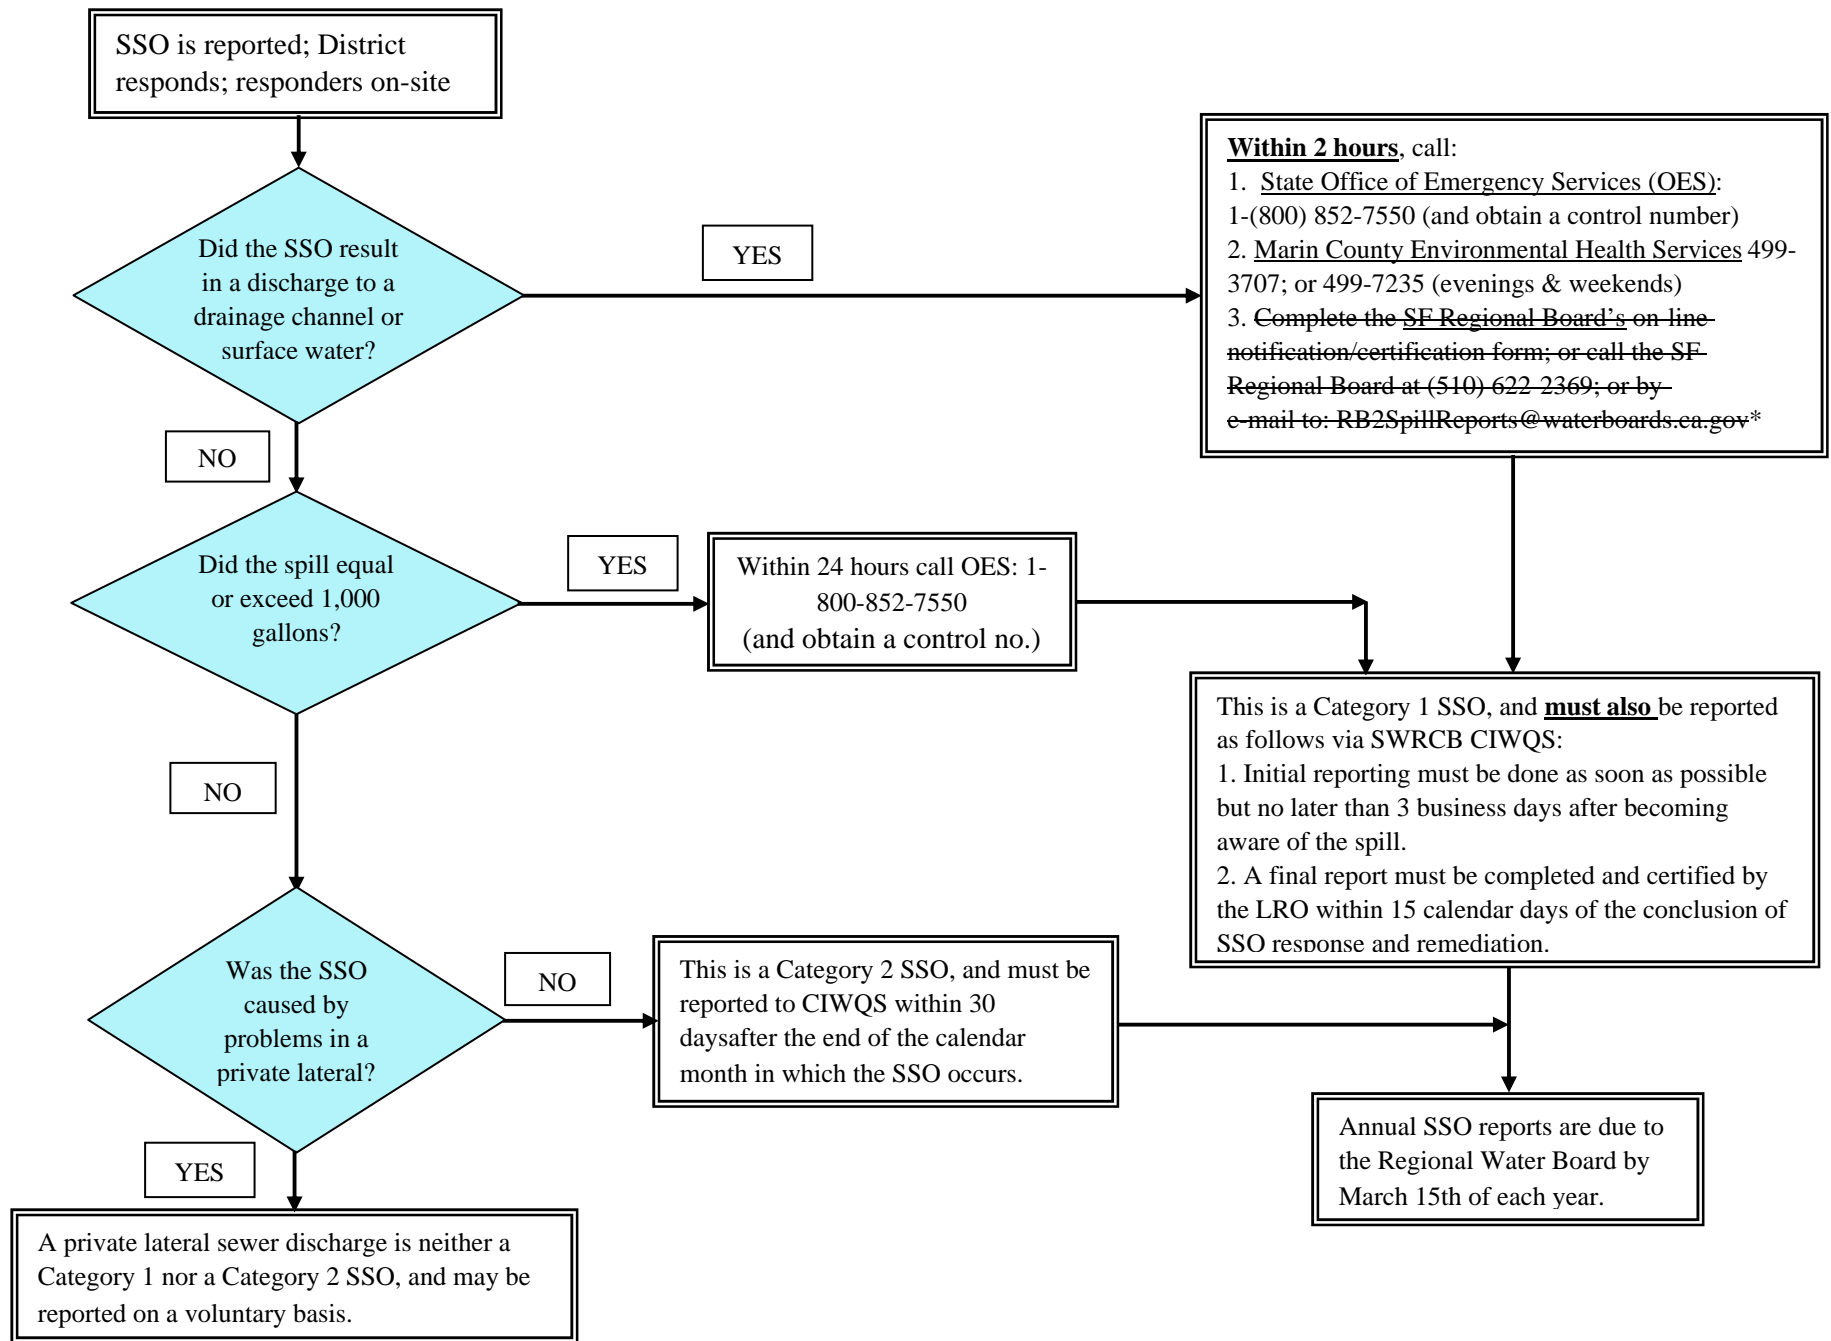 SSO is reported; District
responds; responders on-site
Within 2 hours, call:
1. State Office of Emergency Services (OES):
1-(800) 852-7550 (and obtain a control number)
2. Marin County Environmental Health Services 499-
3707; or 499-7235 (evenings & weekends)
3. Complete the SF Regional Board’s on-line
notification/certification form; or call the SF
Regional Board at (510) 622-2369; or by
e-mail to: RB2SpillReports@waterboards.ca.gov*
Did the SSO result
in a discharge to a
drainage channel or
surface water?
YES
NO
Did the spill equal
or exceed 1,000
gallons?
YES
Within 24 hours call OES: 1-
800-852-7550
(and obtain a control no.)
This is a Category 1 SSO, and must also be reported
as follows via SWRCB CIWQS:
1. Initial reporting must be done as soon as possible
but no later than 3 business days after becoming
aware of the spill.
2. A final report must be completed and certified by
the LRO within 15 calendar days of the conclusion of
SSO response and remediation.
NO
Was the SSO
caused by
problems in a
private lateral?
NO
This is a Category 2 SSO, and must be
reported to CIWQS within 30
daysafter the end of the calendar
month in which the SSO occurs.
Annual SSO reports are due to
the Regional Water Board by
March 15th of each year.
YES
A private lateral sewer discharge is neither a
Category 1 nor a Category 2 SSO, and may be
reported on a voluntary basis.